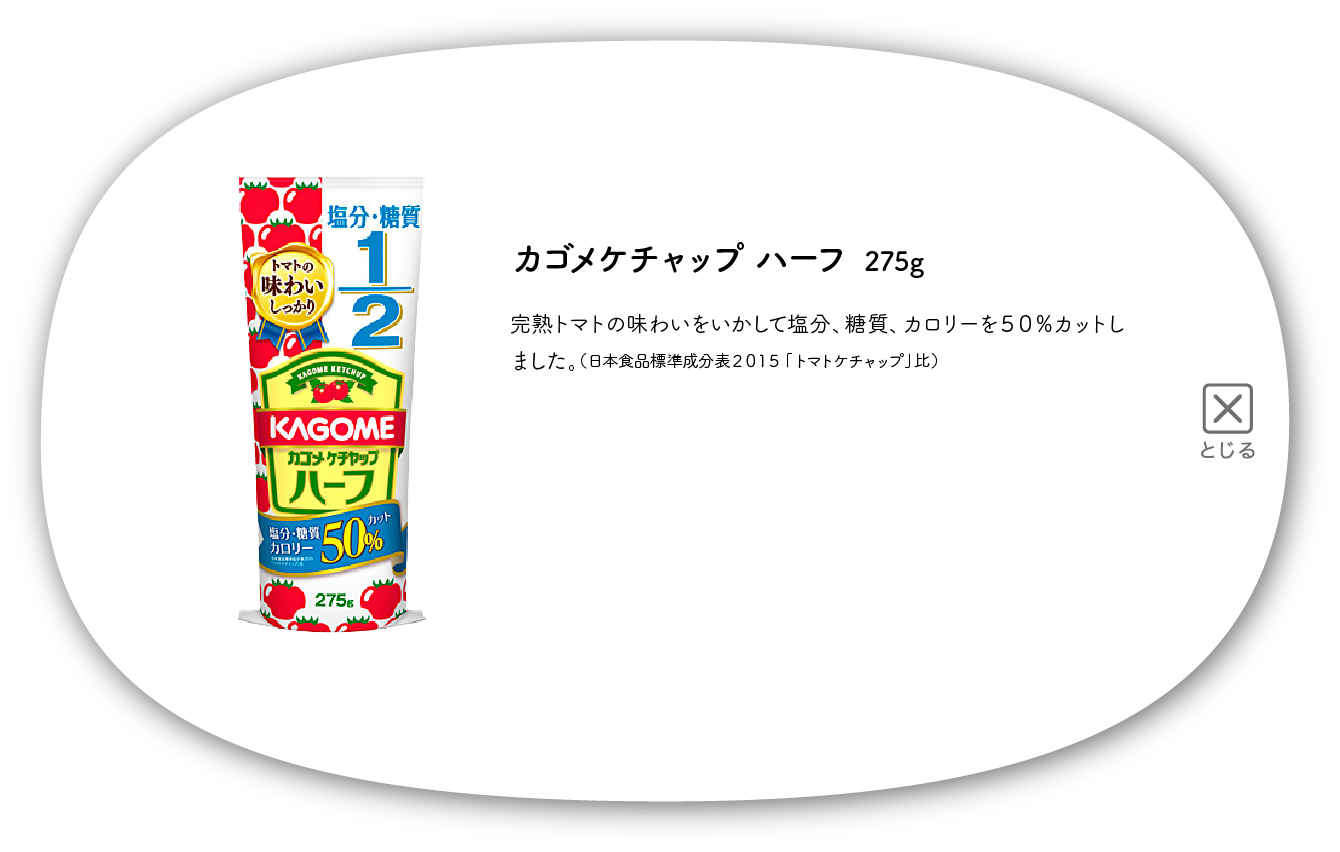 塩分・糖質
1
2
トマトの
味わい
しっかり
KAGOME KETCHUP
KAGOME
カゴメケチャップ
ハーフ
塩分・糖質
カロリー
50%
カット
275g
カゴメケチャップ ハーフ 275g
完熟トマトの味わいをいかして塩分、糖質、カロリーを50%カットし
ました。(日本食品標準成分表2015「トマトケチャップ」比)
とじる